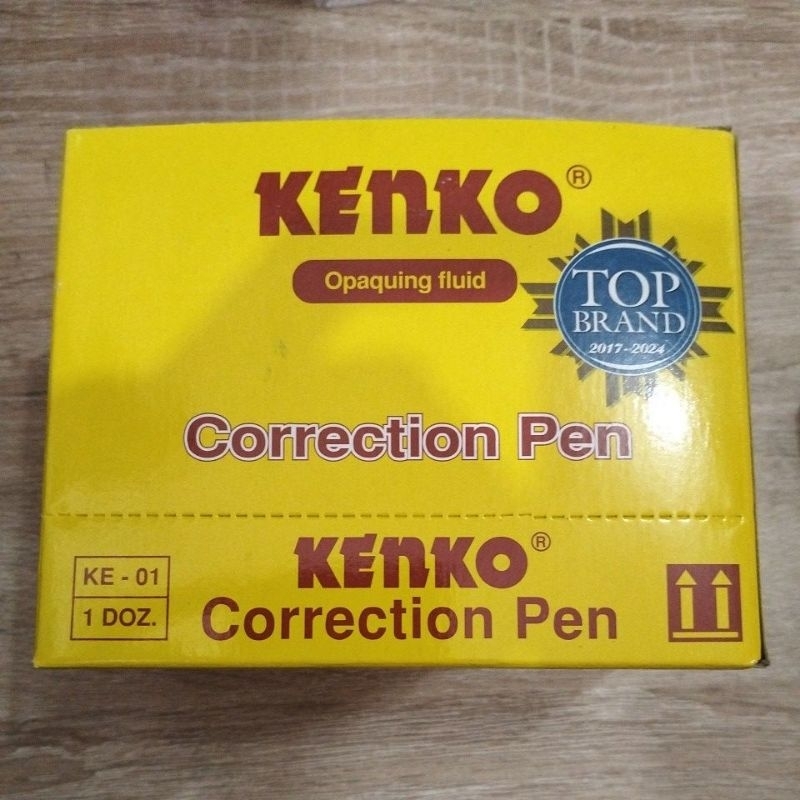 KENKO®
Opaquing fluid
TOP
BRAND
2017-2024
Correction Pen
KENKO®
KE - 01
1 DOZ.
Correction Pen